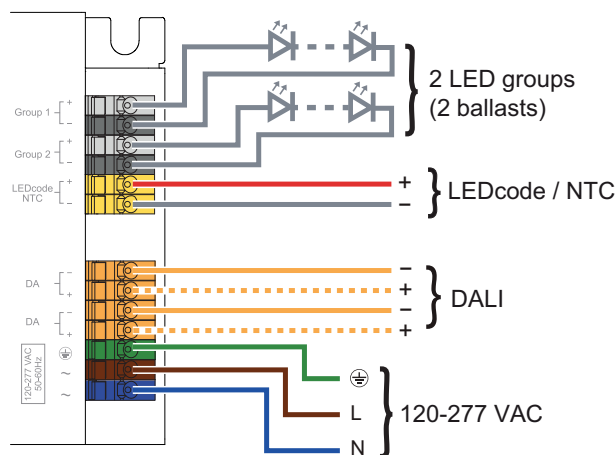 2 LED groups
(2 ballasts)
Group 1
+
−
Group 2
+
−
LEDcode
NTC
+
−
+
−
LEDcode / NTC
DA
−
+
DA
−
+
−
+
−
+
DALI
120-277 VAC
50-60Hz
~
~
L
N
120-277 VAC